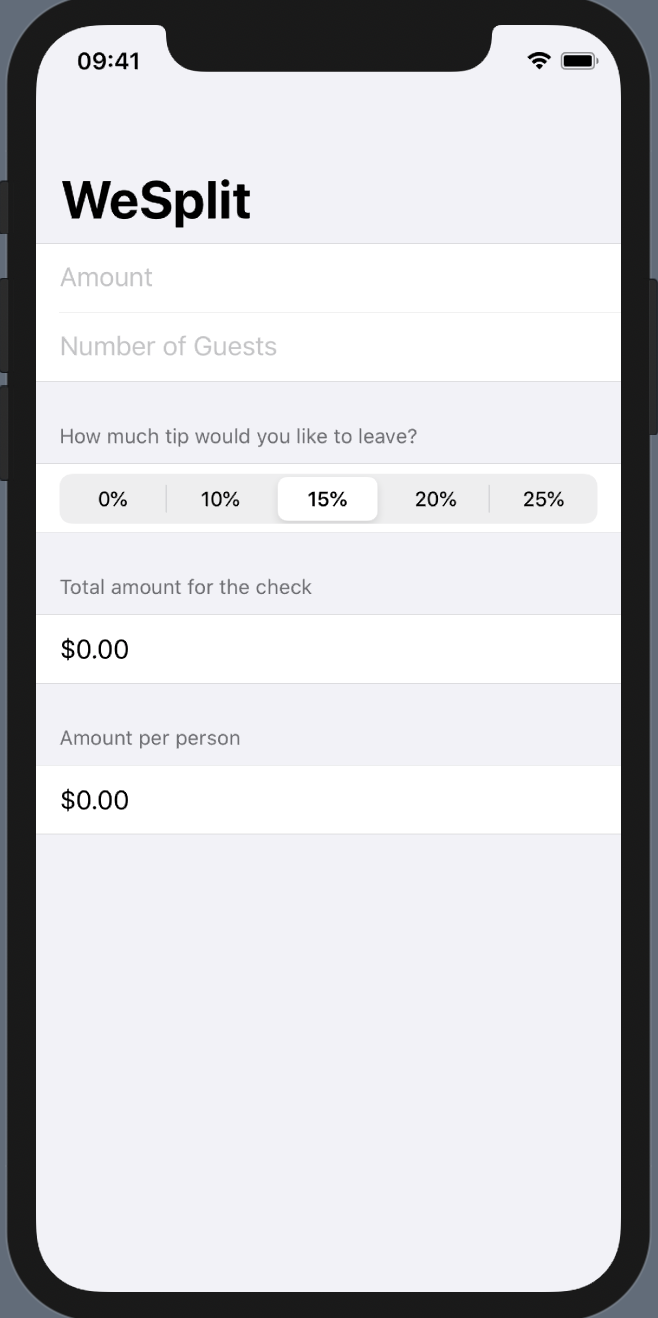 09:41
WeSplit
Amount
Number of Guests
How much tip would you like to leave?
0% 10% 15% 20% 25%
Total amount for the check
$0.00
Amount per person
$0.00